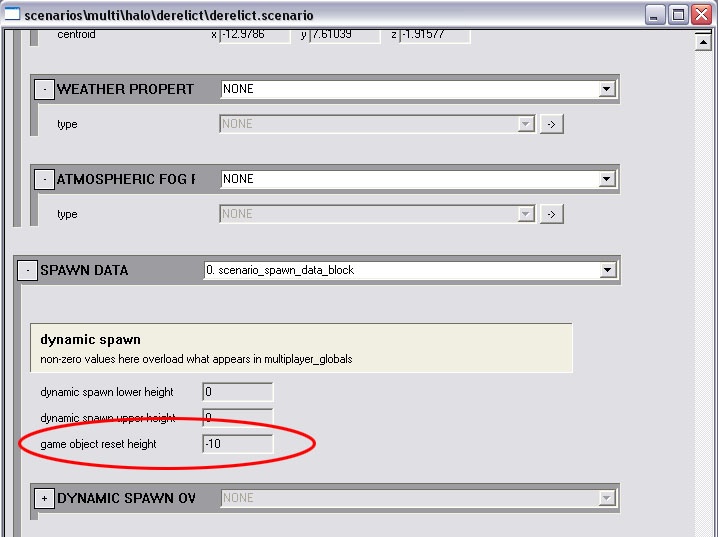 scenarios\multi\halo\derelict\derelict.scenario
centroid x -12.9786 y 7.61039 z -1.91577
- WEATHER PROPERT NONE
type NONE ->
- ATMOSPHERIC FOG F NONE
type NONE ->
- SPAWN DATA 0. scenario_spawn_data_block
dynamic spawn
non-zero values here overload what appears in multiplayer_globals
dynamic spawn lower height 0
dynamic spawn upper height 0
game object reset height -10
+ DYNAMIC SPAWN OV NONE